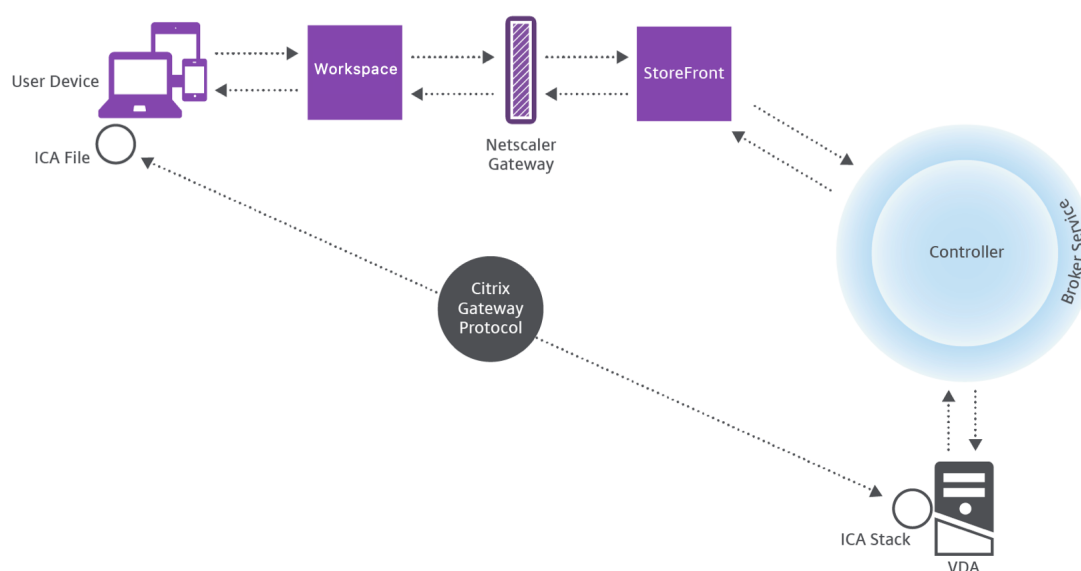 User Device
Workspace
StoreFront
Netscaler
Gateway
ICA File
Controller
Broker Service
Citrix
Gateway
Protocol
ICA Stack
VDA